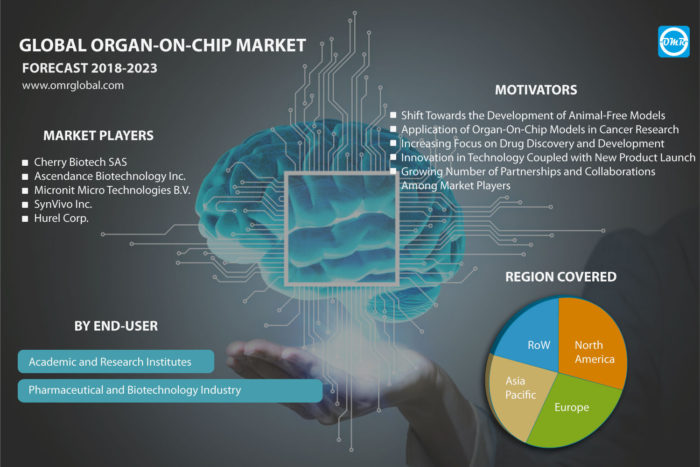 GLOBAL ORGAN-ON-CHIP MARKET
FORECAST 2018-2023
www.omrglobal.com
OMR
MARKET PLAYERS
Cherry Biotech SAS
Ascendance Biotechnology Inc.
Micronit Micro Technologies B.V.
SynVivo Inc.
Hurel Corp.
MOTIVATORS
Shift Towards the Development of Animal-Free Models
Application of Organ-On-Chip Models in Cancer Research
Increasing Focus on Drug Discovery and Development
Innovation in Technology Coupled with New Product Launch
Growing Number of Partnerships and Collaborations
Among Market Players
BY END-USER
Academic and Research Institutes
Pharmaceutical and Biotechnology Industry
REGION COVERED
RoW
North
America
Asia
Pacific
Europe